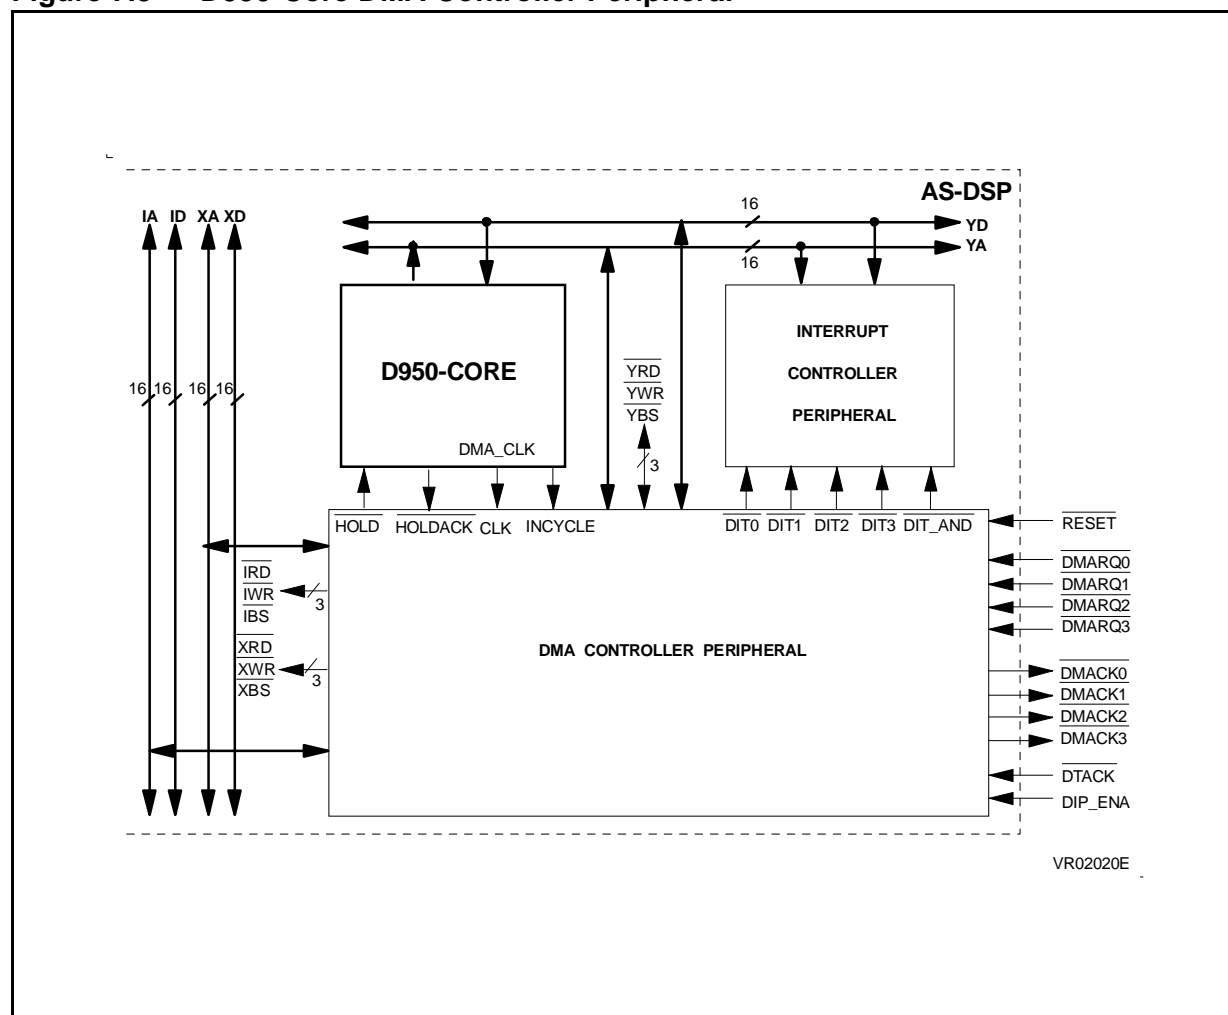 AS-DSP
IA ID XA XD
16
YD
YA
16
INTERRUPT
CONTROLLER
PERIPHERAL
D950-CORE
YRD
YWR
YBS
3
16 16 16 16
DMA_CLK
HOLD HOLDACK CLK INCYCLE
DIT0 DIT1 DIT2 DIT3 DIT_AND
RESET
DMARQ0
DMARQ1
DMARQ2
DMARQ3
IRD
IWR
IBS
3
XRD
XWR
XBS
3
DMA CONTROLLER PERIPHERAL
DMACK0
DMACK1
DMACK2
DMACK3
DTACK
DIP_ENA
VR02020E